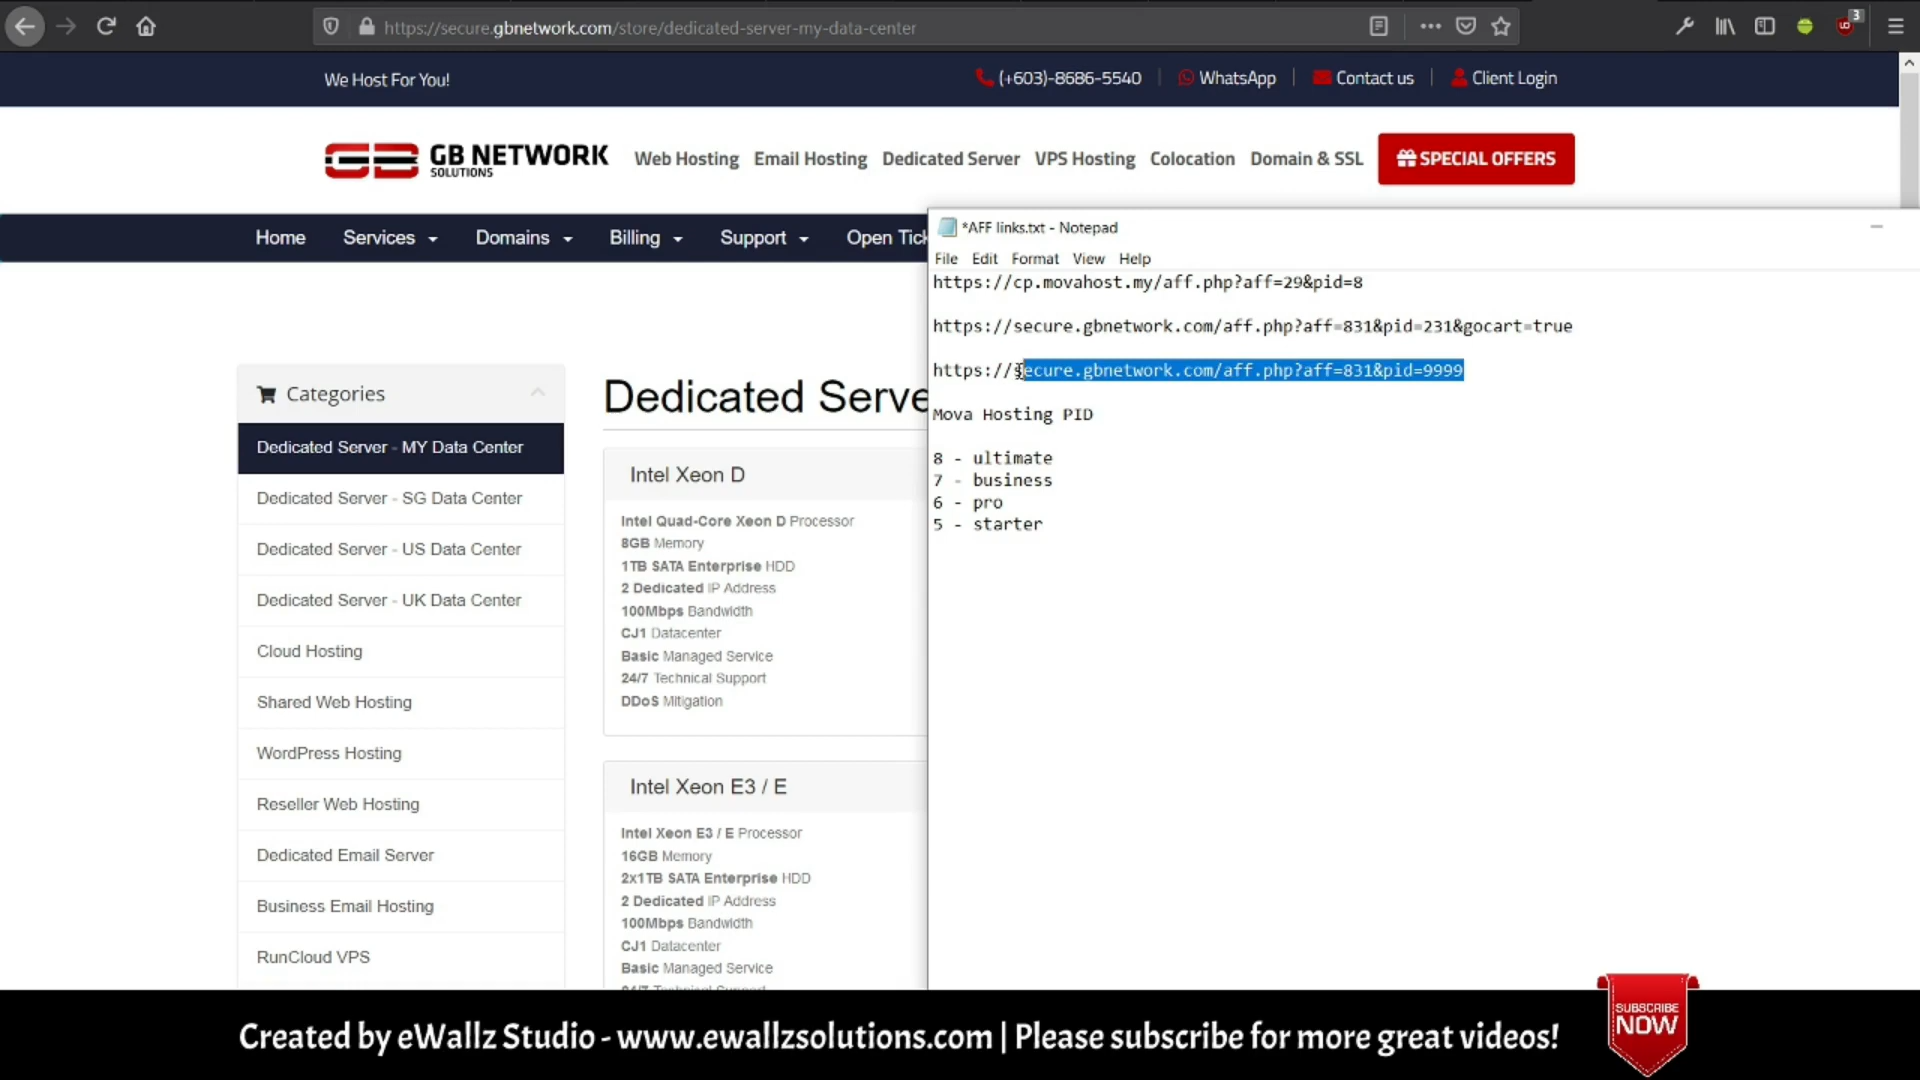 https://secure.gbnetwork.com/store/dedicated-server-my-data-center
3
We Host For You!
(+603)-8686-5540
WhatsApp
Contact us
Client Login
GB NETWORK
SOLUTIONS
Web Hosting
Email Hosting
Dedicated Server
VPS Hosting
Colocation
Domain & SSL
SPECIAL OFFERS
Home
Services
Domains
Billing
Support
Open Tick
*AFF links.txt - Notepad
File Edit Format View Help
https://cp.movahost.my/aff.php?aff=29&pid=8
https://secure.gbnetwork.com/aff.php?aff=831&pid=231&gocart=true
https://secure.gbnetwork.com/aff.php?aff=831&pid=9999
Mova Hosting PID
8 - ultimate
7 - business
6 - pro
5 - starter
Categories
Dedicated Server - MY Data Center
Dedicated Server - SG Data Center
Dedicated Server - US Data Center
Dedicated Server - UK Data Center
Cloud Hosting
Shared Web Hosting
WordPress Hosting
Reseller Web Hosting
Dedicated Email Server
Business Email Hosting
RunCloud VPS
Dedicated Serve
Intel Xeon D
Intel Quad-Core Xeon D Processor
8GB Memory
1TB SATA Enterprise HDD
2 Dedicated IP Address
100Mbps Bandwidth
CJ1 Datacenter
Basic Managed Service
24/7 Technical Support
DDoS Mitigation
Intel Xeon E3 / E
Intel Xeon E3 / E Processor
16GB Memory
2x1TB SATA Enterprise HDD
2 Dedicated IP Address
100Mbps Bandwidth
CJ1 Datacenter
Basic Managed Service
24/7 Technical Support
Created by eWallz Studio - www.ewallzsolutions.com | Please subscribe for more great videos!
SUBSCRIBE
NOW